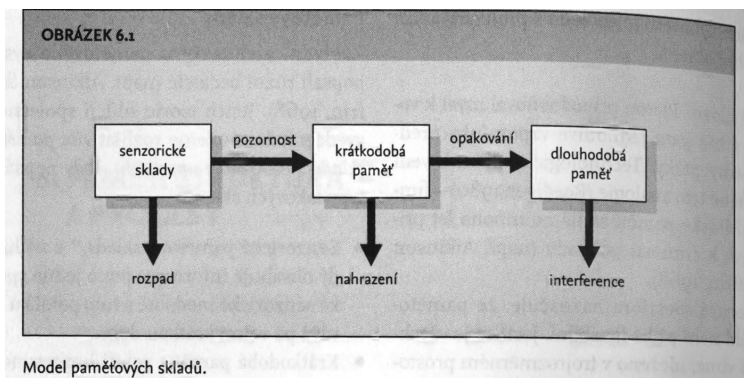 OBRÁZEK 6.1
senzorické
sklady
pozornost
krátkodobá
paměť
opakování
dlouhodobá
paměť
rozpad
nahrazení
interference
Model paměťových skladů.